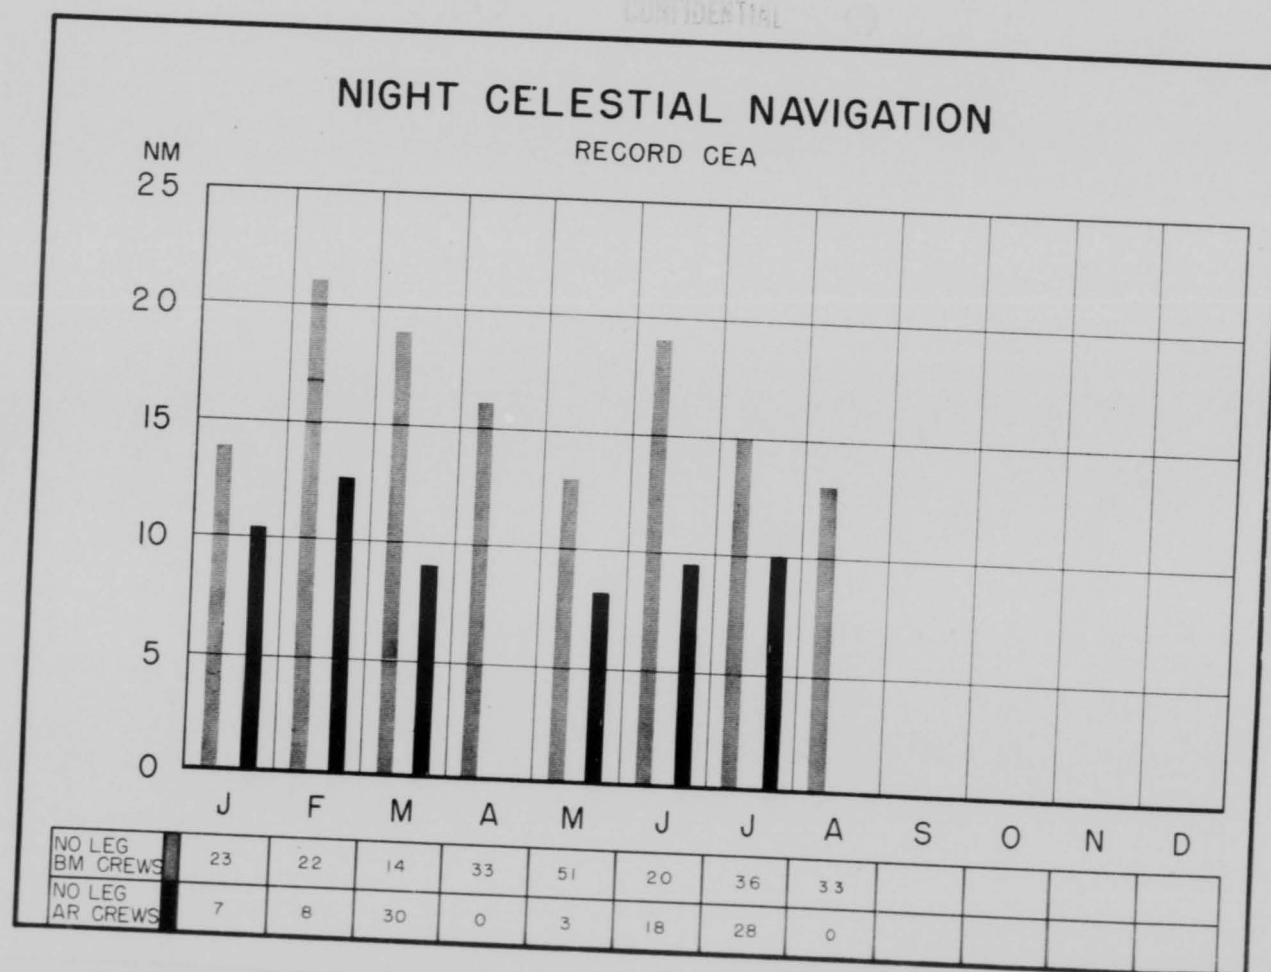 CONFIDENTIAL
NIGHT CELESTIAL NAVIGATION
RECORD CEA
NM
25
20
15
10
5
0
J F M A M J J A S O N D
NO LEG BM CREWS 23 22 14 33 51 20 36 33
NO LEG AR CREWS 7 8 30 0 3 18 28 0